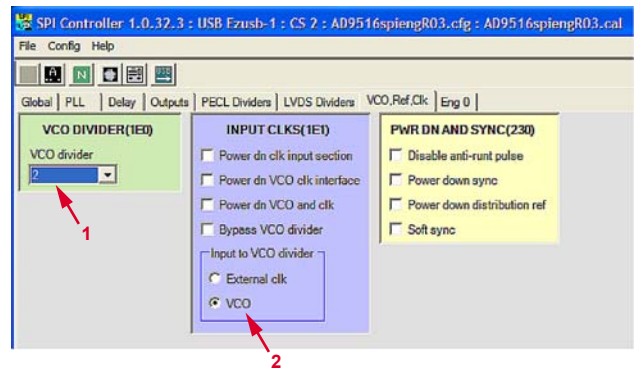 SPI Controller 1.0.32.3 : USB Ezusb-1 : CS 2 : AD9516spiengR03.cfg : AD9516spiengR03.cal
File Config Help
N
Global PLL Delay Outputs PECL Dividers LVDS Dividers VCO,Ref,Clk Eng 0
VCO DIVIDER(1E0)
VCO divider
2
1
INPUT CLKS(1E1)
Power dn clk input section
Power dn VCO clk interface
Power dn VCO and clk
Bypass VCO divider
Input to VCO divider
External clk
VCO
2
PWR DN AND SYNC(230)
Disable anti-runt pulse
Power down sync
Power down distribution ref
Soft sync